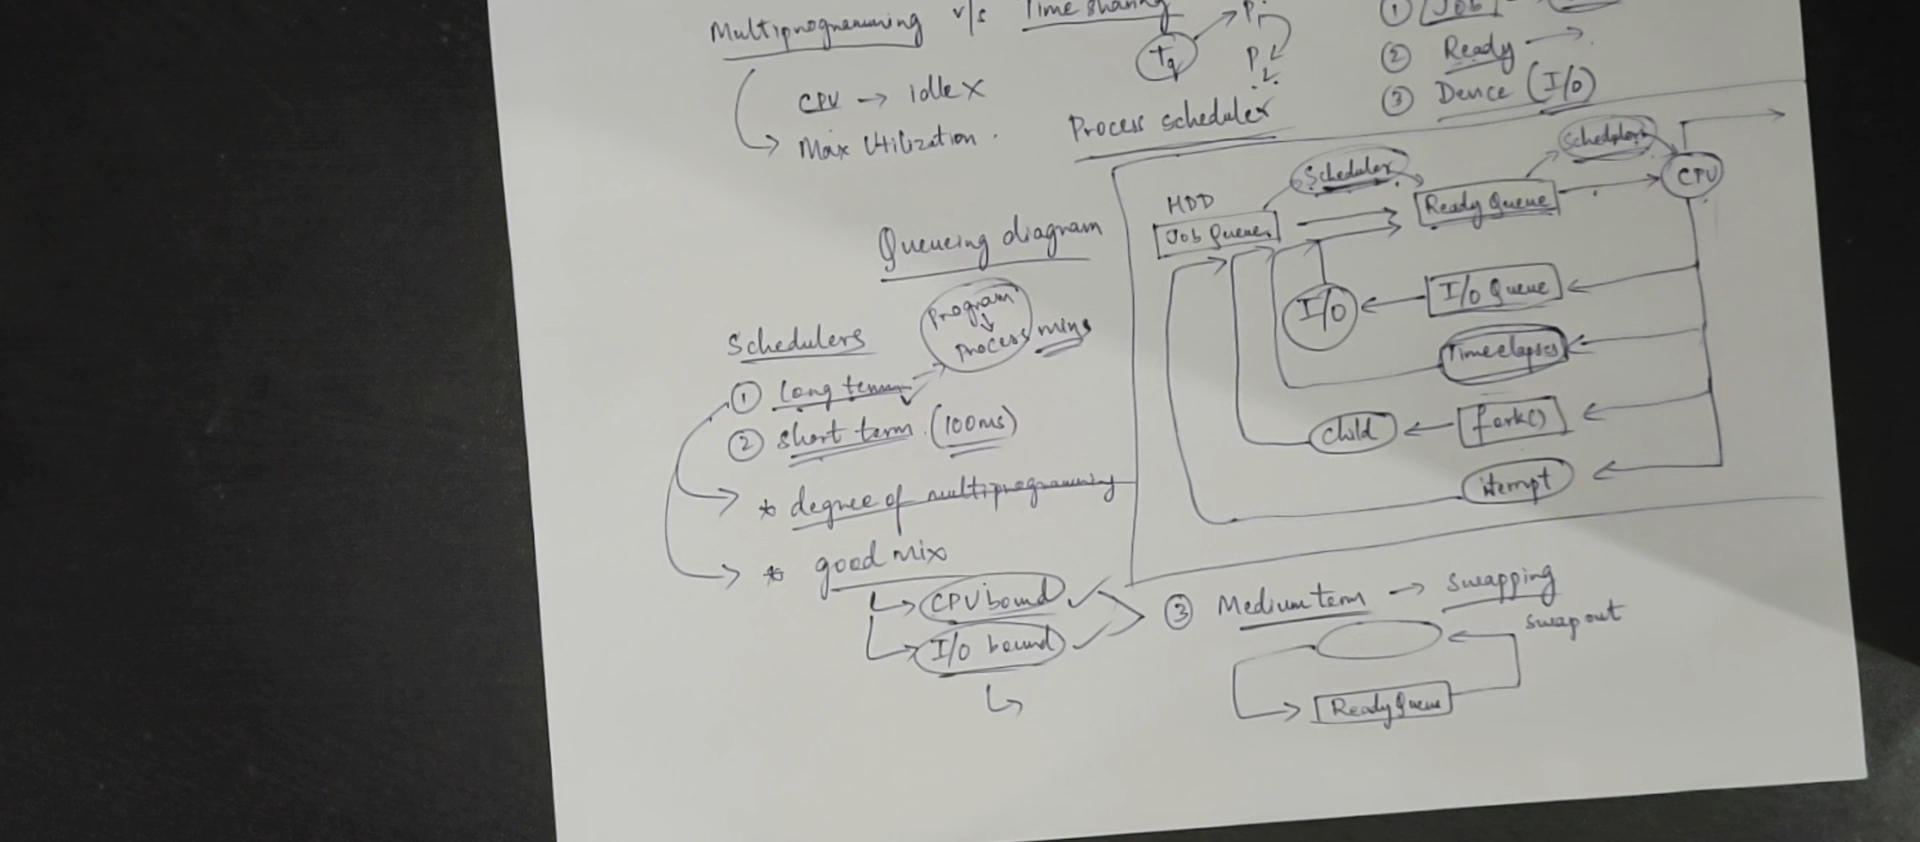 Multiprogramming v/s Time sharing
CPU → idle X
Max Utilization.
Tq
P1
P2
① Job →
② Ready →
③ Device (I/O)
Process scheduler
Queueing diagram
HDD
Job Queue
Scheduler
Ready Queue
Scheduler
CPU
I/O
I/O Queue
Time elapses
child
fork()
Schedulers
program
↓
process
mins
① long term
② short term. (100ms)
* degree of multiprogramming
* good mix
CPU bound ✓
I/O bound ✓
③ Medium term → swapping
swap out
Ready Queue